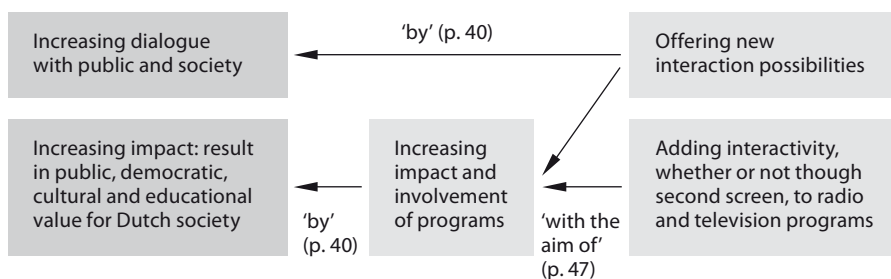 Increasing dialogue
with public and society
‘by’ (p. 40)
Offering new
interaction possibilities
Increasing impact: result
in public, democratic,
cultural and educational
value for Dutch society
‘by’
(p. 40)
Increasing
impact and
involvement
of programs
‘with the
aim of’
(p. 47)
Adding interactivity,
whether or not though
second screen, to radio
and television programs